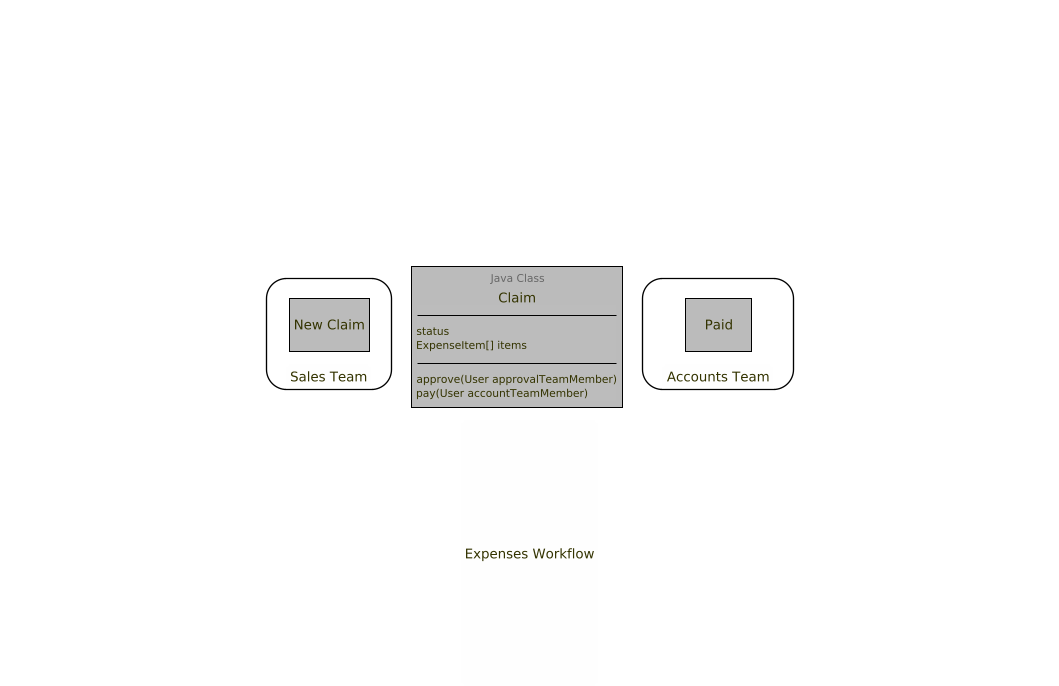 New Claim
Sales Team
Java Class
Claim
status
ExpenseItem[] items
approve(User approvalTeamMember)
pay(User accountTeamMember)
Paid
Accounts Team
Expenses Workflow